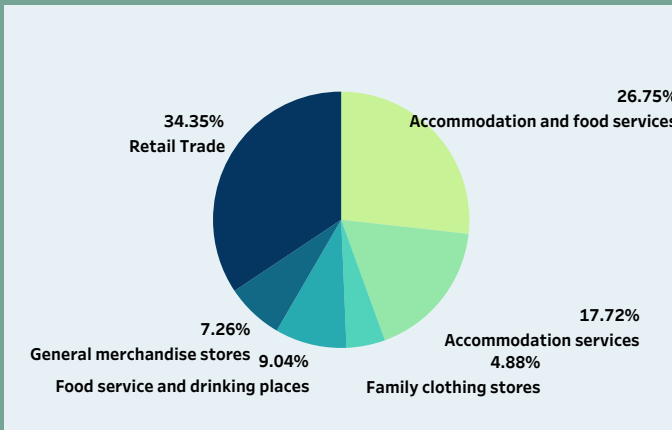 26.75%
Accommodation and food services
34.35%
Retail Trade
17.72%
Accommodation services
7.26%
General merchandise stores
4.88%
Family clothing stores
9.04%
Food service and drinking places